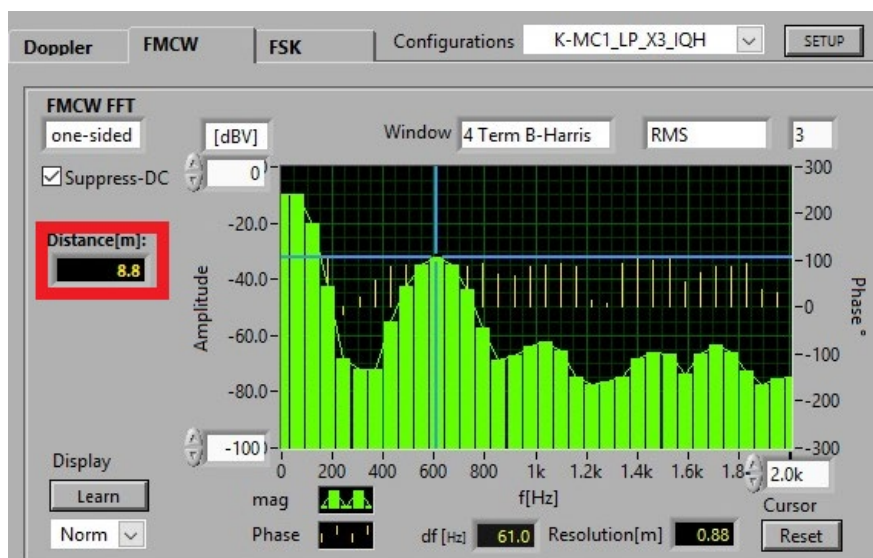 Doppler FMCW FSK Configurations K-MC1_LP_X3_IQH SETUP
FMCW FFT
one-sided [dBV] Window 4 Term B-Harris RMS 3
Suppress-DC 0
Distance[m]:
8.8
Amplitude
-20.0
-40.0
-60.0
-80.0
-100
300
200
100
0
-100
-200
-300
Phase °
0 200 400 600 800 1k 1.2k 1.4k 1.6k 1.8 2.0k
f[Hz]
Display
Learn
Norm
mag
Phase
df [Hz] 61.0 Resolution[m] 0.88
Cursor
Reset